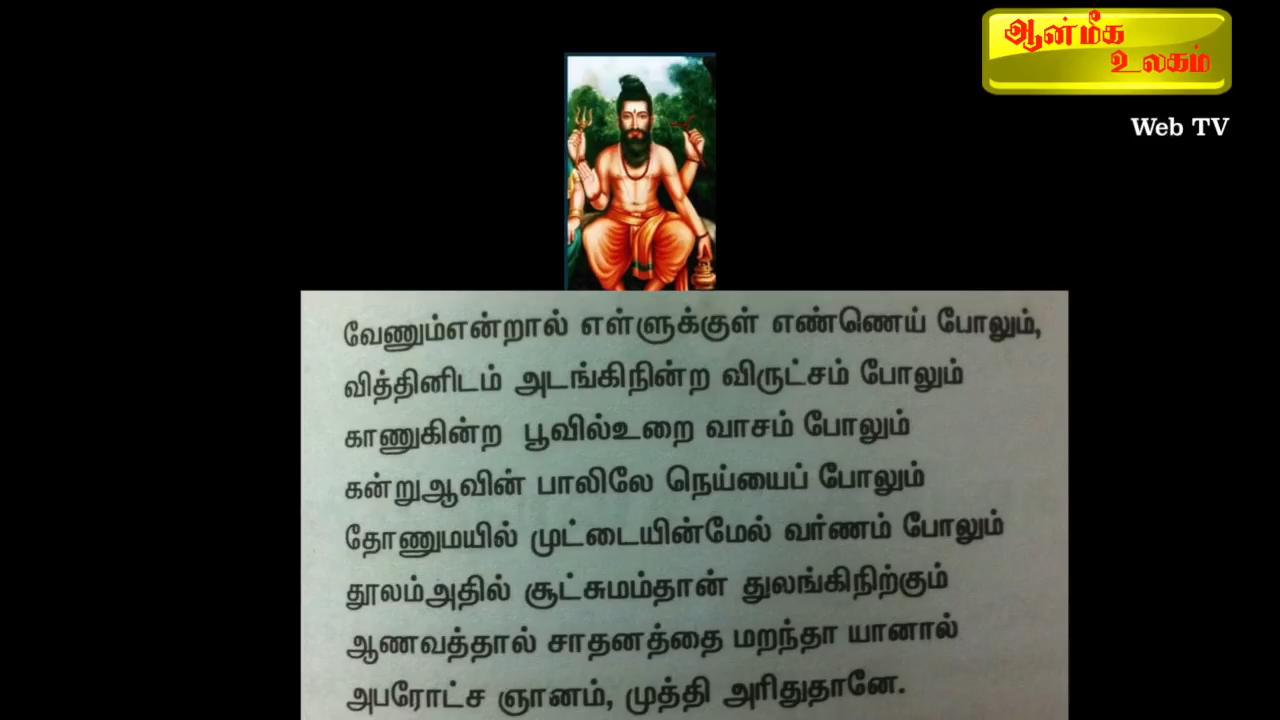 ஆன்மீக
உலகம்
Web TV
வேணும்என்றால் எள்ளுக்குள் எண்ணெய் போலும்,
வித்தினிடம் அடங்கிநின்ற விருட்சம் போலும்
காணுகின்ற பூவில்உறை வாசம் போலும்
கன்றுஆவின் பாலிலே நெய்யைப் போலும்
தோணுமயில் முட்டையின்மேல் வர்ணம் போலும்
தூலம்அதில் சூட்சுமம்தான் துலங்கிநிற்கும்
ஆணவத்தால் சாதனத்தை மறந்தா யானால்
அபரோட்ச ஞானம், முத்தி அரிதுதானே.